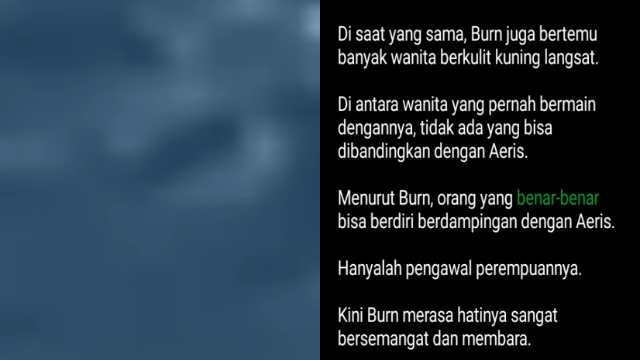 Di saat yang sama, Burn juga bertemu
banyak wanita berkulit kuning langsat.
Di antara wanita yang pernah bermain
dengannya, tidak ada yang bisa
dibandingkan dengan Aeris.
Menurut Burn, orang yang benar-benar
bisa berdiri berdampingan dengan Aeris.
Hanyalah pengawal perempuannya.
Kini Burn merasa hatinya sangat
bersemangat dan membara.